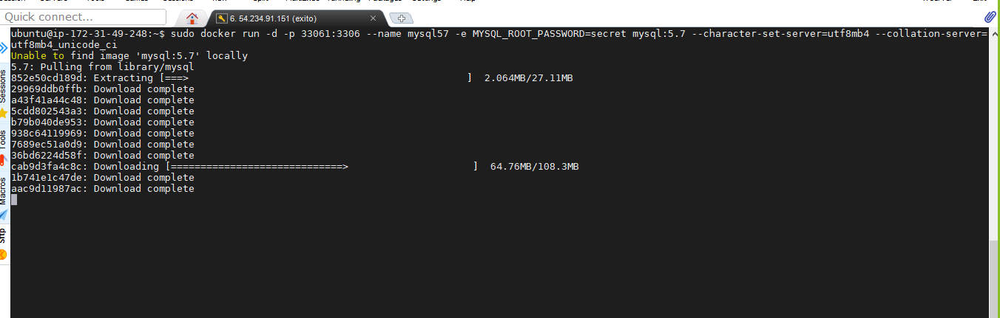 Quick connect...
6. 54.234.91.151 (exito)
ubuntu@ip-172-31-49-248:~$ sudo docker run -d -p 33061:3306 --name mysql57 -e MYSQL_ROOT_PASSWORD=secret mysql:5.7 --character-set-server=utf8mb4 --collation-server=
utf8mb4_unicode_ci
Unable to find image 'mysql:5.7' locally
5.7: Pulling from library/mysql
852e50cd189d: Extracting [===>                                               ]  2.064MB/27.11MB
29969ddb0ffb: Download complete
a43f41a44c48: Download complete
5cdd802543a3: Download complete
b79b040de953: Download complete
938c64119969: Download complete
7689ec51a0d9: Download complete
36bd6224d58f: Download complete
cab9d3fa4c8c: Downloading [=============================>                     ]  64.76MB/108.3MB
1b741e1c47de: Download complete
aac9d11987ac: Download complete
Sessions
Tools
Macros
Sftp